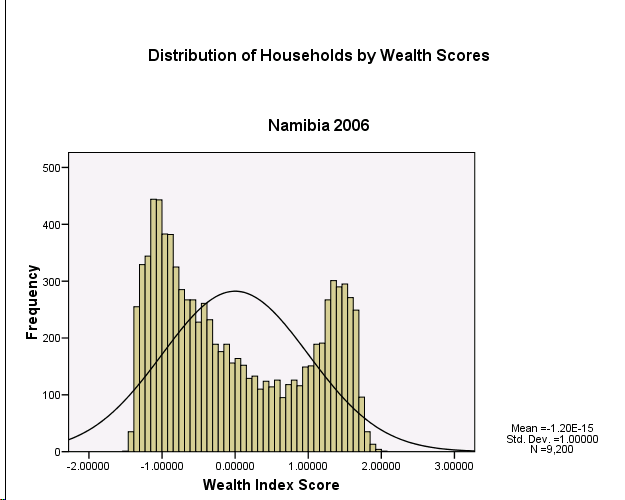 Distribution of Households by Wealth Scores
Namibia 2006
500
400
300
200
100
0
Frequency
-2.00000 -1.00000 0.00000 1.00000 2.00000 3.00000
Wealth Index Score
Mean =-1.20E-15
Std. Dev. =1.00000
N =9,200